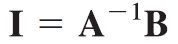 I = A⁻¹B